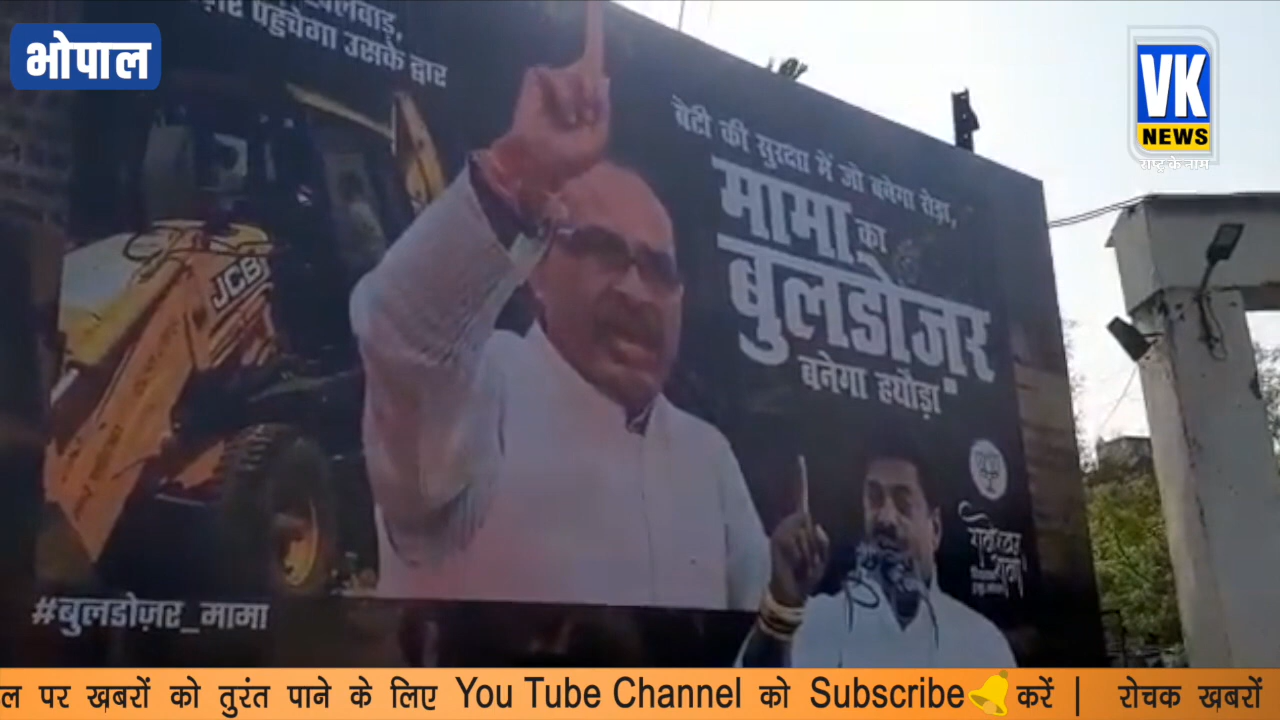 भोपाल
पहुंचेगा उसके द्वार
VK
NEWS
राष्ट्र के नाम
बेटी की सुरक्षा में जो बनेगा रोड़ा,
मामा का
बुलडोज़र
बनेगा हथौड़ा
JCB
#बुलडोज़र_मामा
ल पर खबरों को तुरंत पाने के लिए You Tube Channel को Subscribe करें | रोचक खबरों